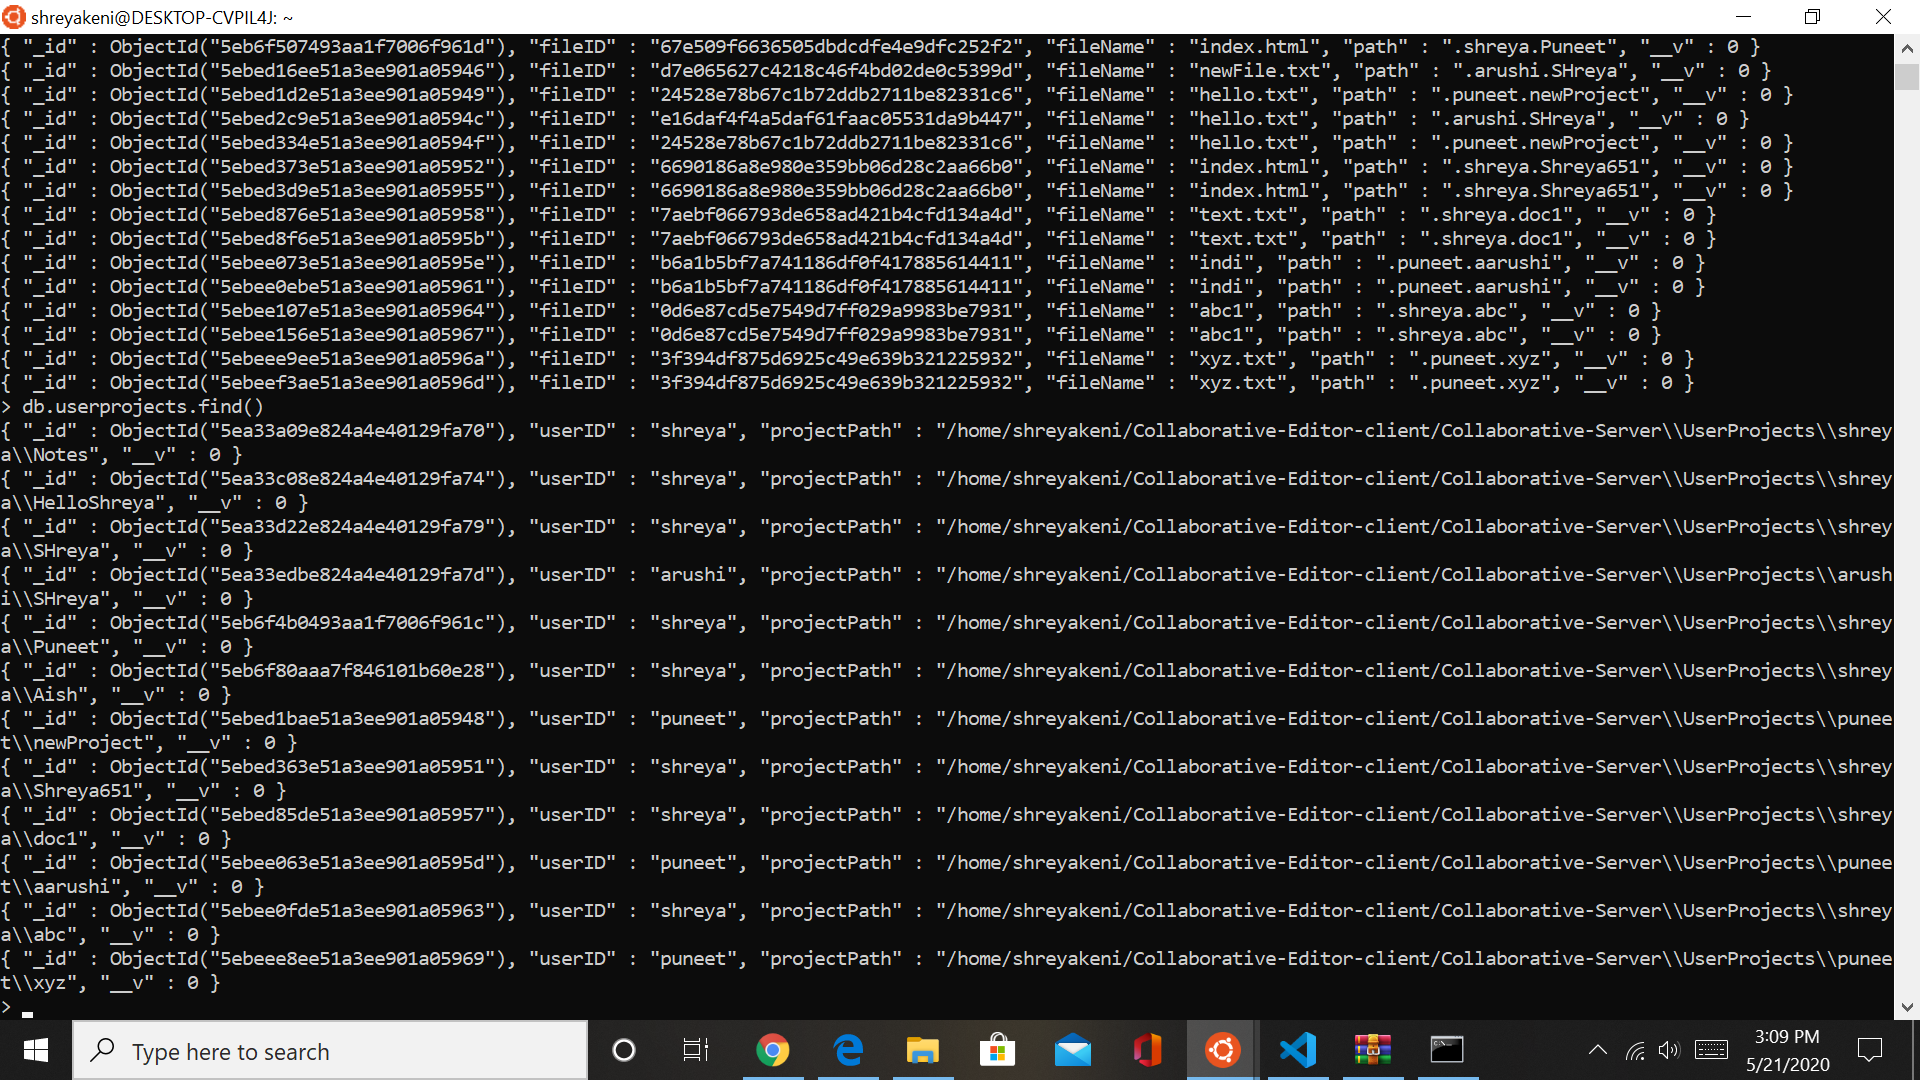 shreyakeni@DESKTOP-CVPIL4J: ~
{ "_id" : ObjectId("5eb6f507493aa1f7006f961d"), "fileID" : "67e509f6636505dbdcdfe4e9dfc252f2", "fileName" : "index.html", "path" : ".shreya.Puneet", "__v" : 0 }
{ "_id" : ObjectId("5ebed16ee51a3ee901a05946"), "fileID" : "d7e065627c4218c46f4bd02de0c5399d", "fileName" : "newFile.txt", "path" : ".arushi.SHreya", "__v" : 0 }
{ "_id" : ObjectId("5ebed1d2e51a3ee901a05949"), "fileID" : "24528e78b67c1b72ddb2711be82331c6", "fileName" : "hello.txt", "path" : ".puneet.newProject", "__v" : 0 }
{ "_id" : ObjectId("5ebed2c9e51a3ee901a0594c"), "fileID" : "e16daf4f4a5daf61faac05531da9b447", "fileName" : "hello.txt", "path" : ".arushi.SHreya", "__v" : 0 }
{ "_id" : ObjectId("5ebed334e51a3ee901a0594f"), "fileID" : "24528e78b67c1b72ddb2711be82331c6", "fileName" : "hello.txt", "path" : ".puneet.newProject", "__v" : 0 }
{ "_id" : ObjectId("5ebed373e51a3ee901a05952"), "fileID" : "6690186a8e980e359bb06d28c2aa66b0", "fileName" : "index.html", "path" : ".shreya.Shreya651", "__v" : 0 }
{ "_id" : ObjectId("5ebed3d9e51a3ee901a05955"), "fileID" : "6690186a8e980e359bb06d28c2aa66b0", "fileName" : "index.html", "path" : ".shreya.Shreya651", "__v" : 0 }
{ "_id" : ObjectId("5ebed876e51a3ee901a05958"), "fileID" : "7aebf066793de658ad421b4cfd134a4d", "fileName" : "text.txt", "path" : ".shreya.doc1", "__v" : 0 }
{ "_id" : ObjectId("5ebed8f6e51a3ee901a0595b"), "fileID" : "7aebf066793de658ad421b4cfd134a4d", "fileName" : "text.txt", "path" : ".shreya.doc1", "__v" : 0 }
{ "_id" : ObjectId("5ebee073e51a3ee901a0595e"), "fileID" : "b6a1b5bf7a741186df0f417885614411", "fileName" : "indi", "path" : ".puneet.aarushi", "__v" : 0 }
{ "_id" : ObjectId("5ebee0ebe51a3ee901a05961"), "fileID" : "b6a1b5bf7a741186df0f417885614411", "fileName" : "indi", "path" : ".puneet.aarushi", "__v" : 0 }
{ "_id" : ObjectId("5ebee107e51a3ee901a05964"), "fileID" : "0d6e87cd5e7549d7ff029a9983be7931", "fileName" : "abc1", "path" : ".shreya.abc", "__v" : 0 }
{ "_id" : ObjectId("5ebee156e51a3ee901a05967"), "fileID" : "0d6e87cd5e7549d7ff029a9983be7931", "fileName" : "abc1", "path" : ".shreya.abc", "__v" : 0 }
{ "_id" : ObjectId("5ebeee9ee51a3ee901a0596a"), "fileID" : "3f394df875d6925c49e639b321225932", "fileName" : "xyz.txt", "path" : ".puneet.xyz", "__v" : 0 }
{ "_id" : ObjectId("5ebeef3ae51a3ee901a0596d"), "fileID" : "3f394df875d6925c49e639b321225932", "fileName" : "xyz.txt", "path" : ".puneet.xyz", "__v" : 0 }
> db.userprojects.find()
{ "_id" : ObjectId("5ea33a09e824a4e40129fa70"), "userID" : "shreya", "projectPath" : "/home/shreyakeni/Collaborative-Editor-client/Collaborative-Server\\UserProjects\\shrey
a\\Notes", "__v" : 0 }
{ "_id" : ObjectId("5ea33c08e824a4e40129fa74"), "userID" : "shreya", "projectPath" : "/home/shreyakeni/Collaborative-Editor-client/Collaborative-Server\\UserProjects\\shrey
a\\HelloShreya", "__v" : 0 }
{ "_id" : ObjectId("5ea33d22e824a4e40129fa79"), "userID" : "shreya", "projectPath" : "/home/shreyakeni/Collaborative-Editor-client/Collaborative-Server\\UserProjects\\shrey
a\\SHreya", "__v" : 0 }
{ "_id" : ObjectId("5ea33edbe824a4e40129fa7d"), "userID" : "arushi", "projectPath" : "/home/shreyakeni/Collaborative-Editor-client/Collaborative-Server\\UserProjects\\arush
i\\SHreya", "__v" : 0 }
{ "_id" : ObjectId("5eb6f4b0493aa1f7006f961c"), "userID" : "shreya", "projectPath" : "/home/shreyakeni/Collaborative-Editor-client/Collaborative-Server\\UserProjects\\shrey
a\\Puneet", "__v" : 0 }
{ "_id" : ObjectId("5eb6f80aaa7f846101b60e28"), "userID" : "shreya", "projectPath" : "/home/shreyakeni/Collaborative-Editor-client/Collaborative-Server\\UserProjects\\shrey
a\\Aish", "__v" : 0 }
{ "_id" : ObjectId("5ebed1bae51a3ee901a05948"), "userID" : "puneet", "projectPath" : "/home/shreyakeni/Collaborative-Editor-client/Collaborative-Server\\UserProjects\\punee
t\\newProject", "__v" : 0 }
{ "_id" : ObjectId("5ebed363e51a3ee901a05951"), "userID" : "shreya", "projectPath" : "/home/shreyakeni/Collaborative-Editor-client/Collaborative-Server\\UserProjects\\shrey
a\\Shreya651", "__v" : 0 }
{ "_id" : ObjectId("5ebed85de51a3ee901a05957"), "userID" : "shreya", "projectPath" : "/home/shreyakeni/Collaborative-Editor-client/Collaborative-Server\\UserProjects\\shrey
a\\doc1", "__v" : 0 }
{ "_id" : ObjectId("5ebee063e51a3ee901a0595d"), "userID" : "puneet", "projectPath" : "/home/shreyakeni/Collaborative-Editor-client/Collaborative-Server\\UserProjects\\punee
t\\aarushi", "__v" : 0 }
{ "_id" : ObjectId("5ebee0fde51a3ee901a05963"), "userID" : "shreya", "projectPath" : "/home/shreyakeni/Collaborative-Editor-client/Collaborative-Server\\UserProjects\\shrey
a\\abc", "__v" : 0 }
{ "_id" : ObjectId("5ebeee8ee51a3ee901a05969"), "userID" : "puneet", "projectPath" : "/home/shreyakeni/Collaborative-Editor-client/Collaborative-Server\\UserProjects\\punee
t\\xyz", "__v" : 0 }
>
Type here to search
3:09 PM
5/21/2020